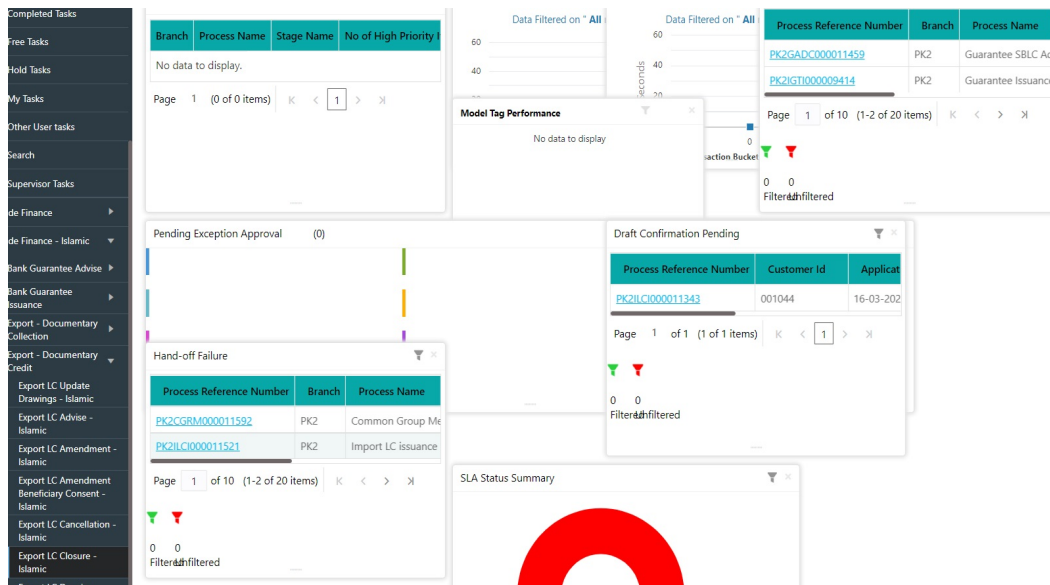 Completed Tasks
Free Tasks
Hold Tasks
My Tasks
Other User tasks
Search
Supervisor Tasks
de Finance
de Finance - Islamic
Bank Guarantee Advise
Bank Guarantee
Issuance
Export - Documentary
Collection
Export - Documentary
Credit
Export LC Update
Drawings - Islamic
Export LC Advise -
Islamic
Export LC Amendment -
Islamic
Export LC Amendment
Beneficiary Consent -
Islamic
Export LC Cancellation -
Islamic
Export LC Closure -
Islamic
Branch Process Name Stage Name No of High Priority
No data to display.
Page 1 (0 of 0 items) 1
Data Filtered on " All
60
40
Data Filtered on " All
60
40
20
0
saction Bucket
Model Tag Performance
No data to display
Process Reference Number Branch Process Name
PK2GADC000011459 PK2 Guarantee SBLC Ad
PK2IGTI000009414 PK2 Guarantee Issuance
Page 1 of 10 (1-2 of 20 items)
0 0
Filtered Unfiltered
Pending Exception Approval (0)
Draft Confirmation Pending
Process Reference Number Customer Id Applicat
PK2ILCI000011343 001044 16-03-202
Page 1 of 1 (1 of 1 items) 1
0 0
Filtered Unfiltered
Hand-off Failure
Process Reference Number Branch Process Name
PK2CGRM000011592 PK2 Common Group Me
PK2ILCI000011521 PK2 Import LC issuance
Page 1 of 10 (1-2 of 20 items)
0 0
Filtered Unfiltered
SLA Status Summary